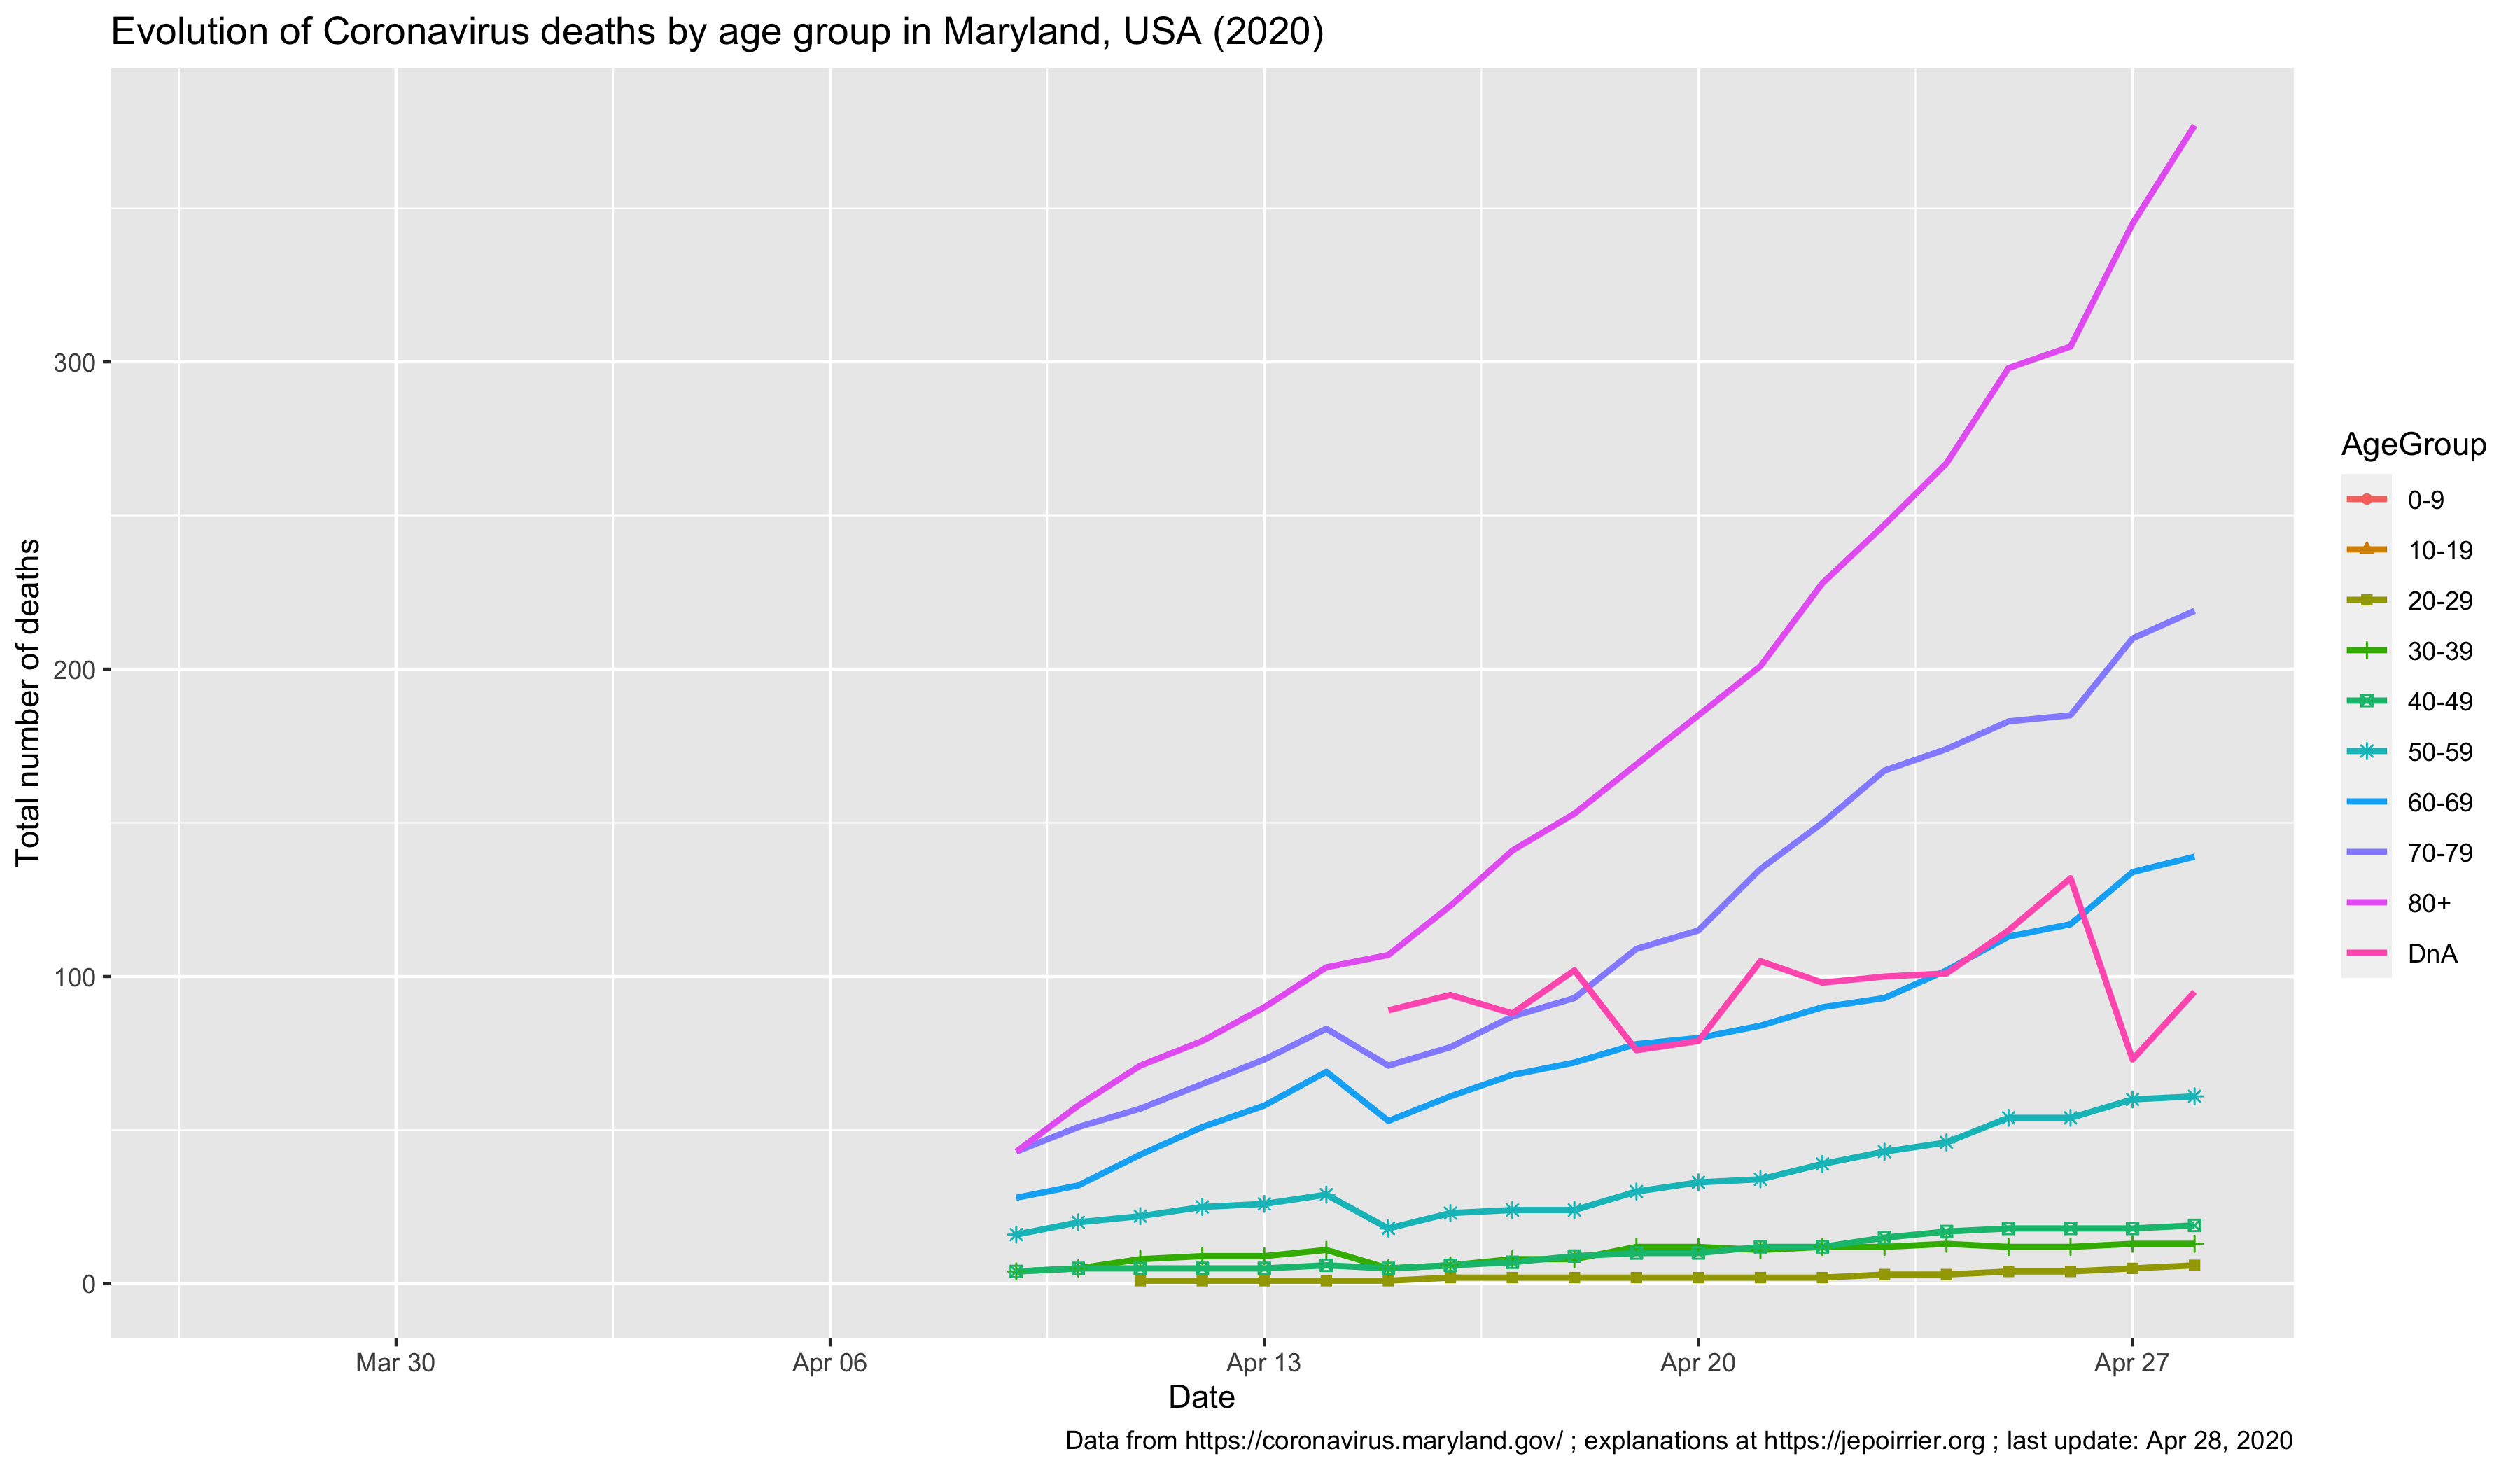 Evolution of Coronavirus deaths by age group in Maryland, USA (2020)
Total number of deaths
300
200
100
0
Mar 30
Apr 06
Apr 13
Apr 20
Apr 27
Date
AgeGroup
0-9
10-19
20-29
30-39
40-49
50-59
60-69
70-79
80+
DnA
Data from https://coronavirus.maryland.gov/ ; explanations at https://jepoirrier.org ; last update: Apr 28, 2020